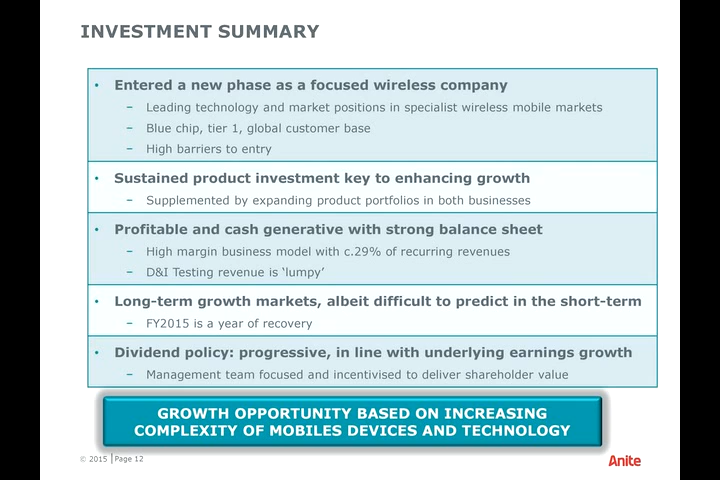 INVESTMENT SUMMARY
• Entered a new phase as a focused wireless company
– Leading technology and market positions in specialist wireless mobile markets
– Blue chip, tier 1, global customer base
– High barriers to entry
• Sustained product investment key to enhancing growth
– Supplemented by expanding product portfolios in both businesses
• Profitable and cash generative with strong balance sheet
– High margin business model with c.29% of recurring revenues
– D&I Testing revenue is ‘lumpy’
• Long-term growth markets, albeit difficult to predict in the short-term
– FY2015 is a year of recovery
• Dividend policy: progressive, in line with underlying earnings growth
– Management team focused and incentivised to deliver shareholder value
GROWTH OPPORTUNITY BASED ON INCREASING
COMPLEXITY OF MOBILES DEVICES AND TECHNOLOGY
© 2015 | Page 12
Anite